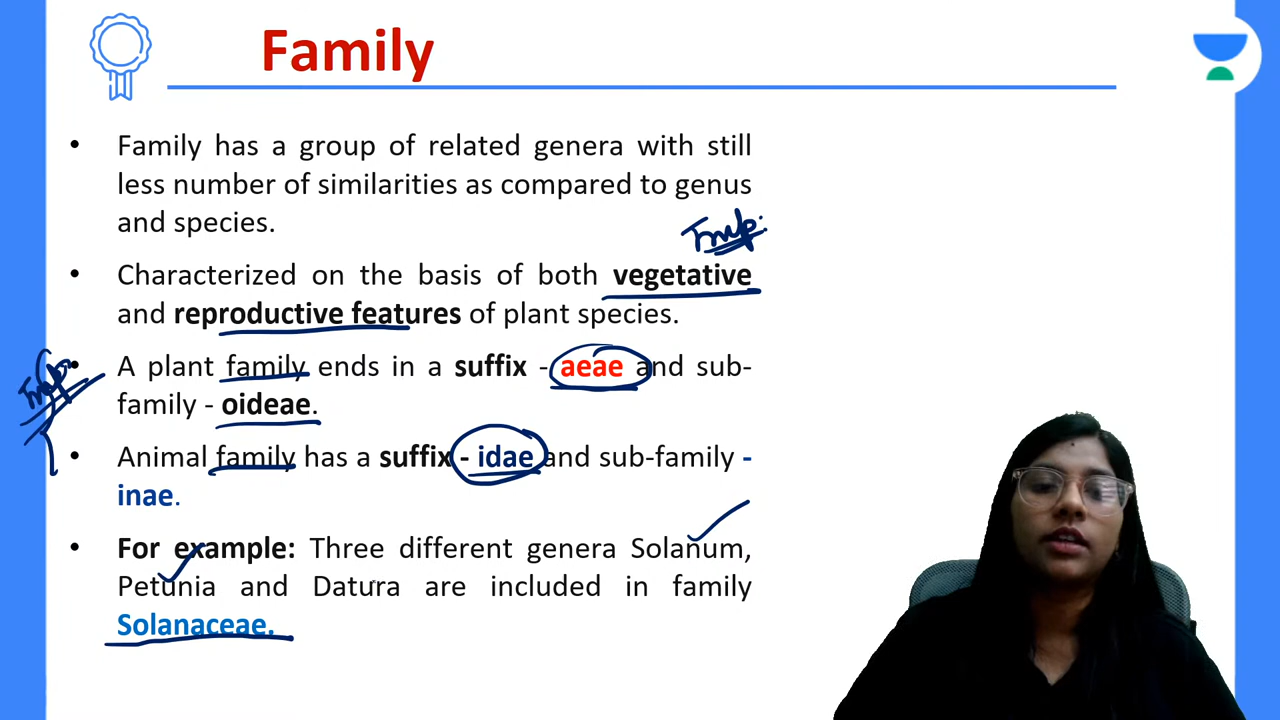 Family
• Family has a group of related genera with still
less number of similarities as compared to genus
and species.
Imp.
• Characterized on the basis of both vegetative
and reproductive features of plant species.
Imp
• A plant family ends in a suffix - aeae and sub-
family - oideae.
• Animal family has a suffix - idae and sub-family -
inae.
• For example: Three different genera Solanum,
Petunia and Datura are included in family
Solanaceae.